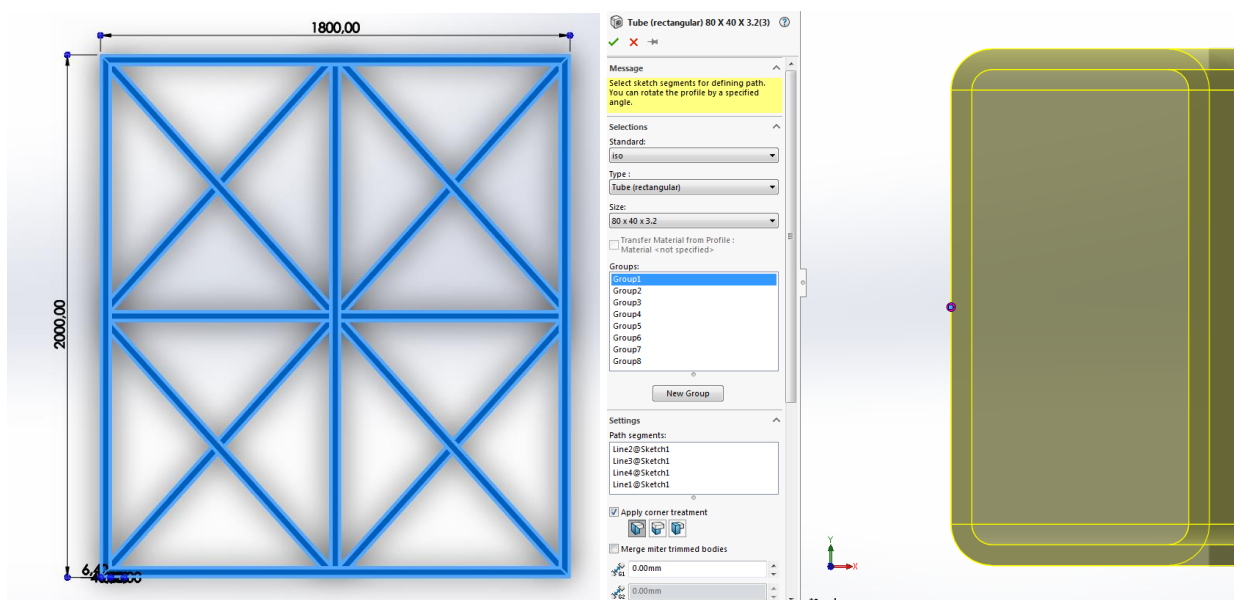 1800,00
2000,00
Tube (rectangular) 80 X 40 X 3.2(3)
Message
Select sketch segments for defining path.
You can rotate the profile by a specified
angle.
Selections
Standard:
iso
Type :
Tube (rectangular)
Size:
80 x 40 x 3.2
Transfer Material from Profile :
Material <not specified>
Groups:
Group1
Group2
Group3
Group4
Group5
Group6
Group7
Group8
New Group
Settings
Path segments:
Line2@Sketch1
Line3@Sketch1
Line4@Sketch1
Line1@Sketch1
Apply corner treatment
Merge miter trimmed bodies
G1
0.00mm
G2
0.00mm
Y
X